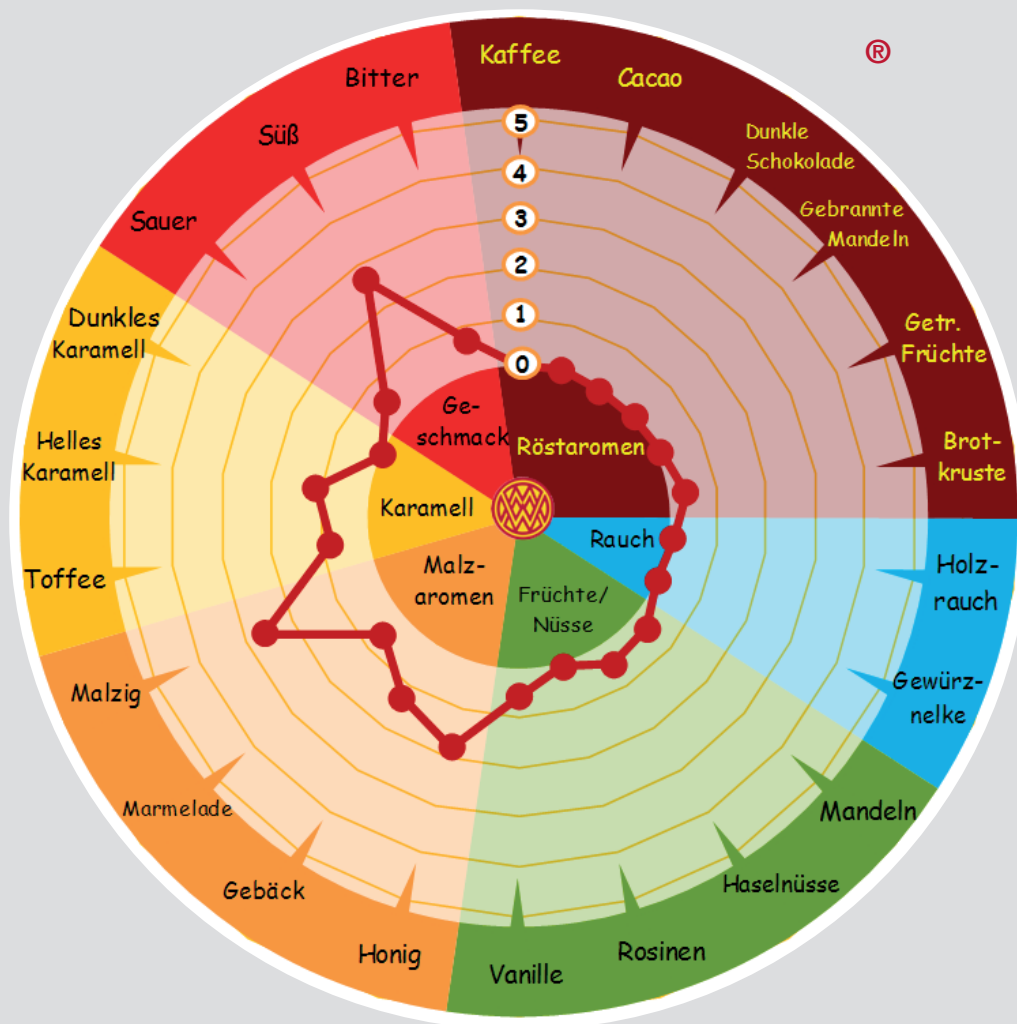 ®
Kaffee
Cacao
Dunkle
Schokolade
Gebrannte
Mandeln
Getr.
Früchte
Brot-
kruste
Holz-
rauch
Gewürz-
nelke
Mandeln
Haselnüsse
Rosinen
Vanille
Honig
Gebäck
Marmelade
Malzig
Toffee
Helles
Karamell
Dunkles
Karamell
Sauer
Süß
Bitter
5
4
3
2
1
0
Ge-
schmack
Röstaromen
Karamell
Rauch
Malz-
aromen
Früchte/
Nüsse